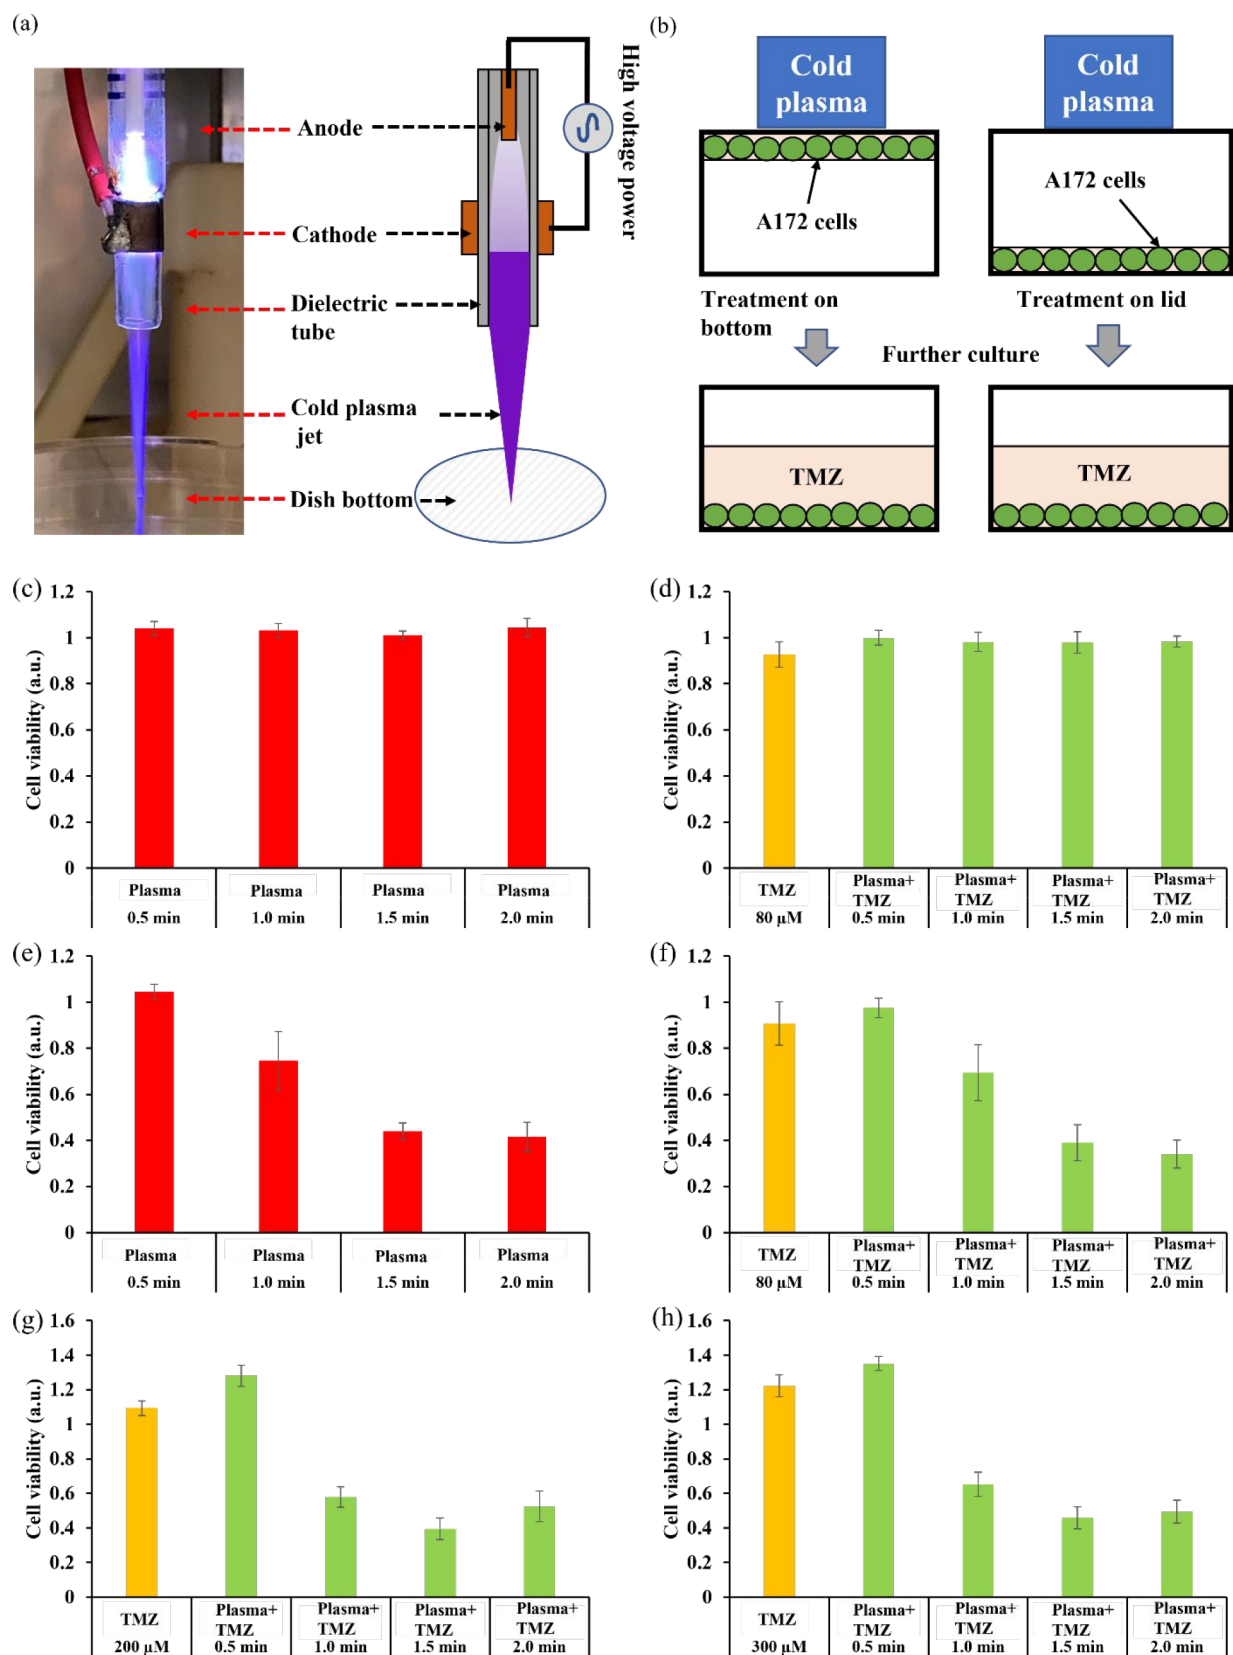 (a)
Anode
Cathode
Dielectric
tube
Cold plasma
jet
Dish bottom
High voltage power
(b)
Cold
plasma
Cold
plasma
A172 cells
A172 cells
Treatment on
bottom
Treatment on lid
Further culture
TMZ
TMZ
(c)
Cell viability (a.u.)
1.2
1
0.8
0.6
0.4
0.2
0
Plasma Plasma Plasma Plasma
0.5 min 1.0 min 1.5 min 2.0 min
(d)
Cell viability (a.u.)
1.2
1
0.8
0.6
0.4
0.2
0
TMZ Plasma+ Plasma+ Plasma+ Plasma+
TMZ TMZ TMZ TMZ
80 µM 0.5 min 1.0 min 1.5 min 2.0 min
(e)
Cell viability (a.u.)
1.2
1
0.8
0.6
0.4
0.2
0
Plasma Plasma Plasma Plasma
0.5 min 1.0 min 1.5 min 2.0 min
(f)
Cell viability (a.u.)
1.2
1
0.8
0.6
0.4
0.2
0
TMZ Plasma+ Plasma+ Plasma+ Plasma+
TMZ TMZ TMZ TMZ
80 µM 0.5 min 1.0 min 1.5 min 2.0 min
(g)
Cell viability (a.u.)
1.6
1.4
1.2
1
0.8
0.6
0.4
0.2
0
TMZ Plasma+ Plasma+ Plasma+ Plasma+
TMZ TMZ TMZ TMZ
200 µM 0.5 min 1.0 min 1.5 min 2.0 min
(h)
Cell viability (a.u.)
1.6
1.4
1.2
1
0.8
0.6
0.4
0.2
0
TMZ Plasma+ Plasma+ Plasma+ Plasma+
TMZ TMZ TMZ TMZ
300 µM 0.5 min 1.0 min 1.5 min 2.0 min